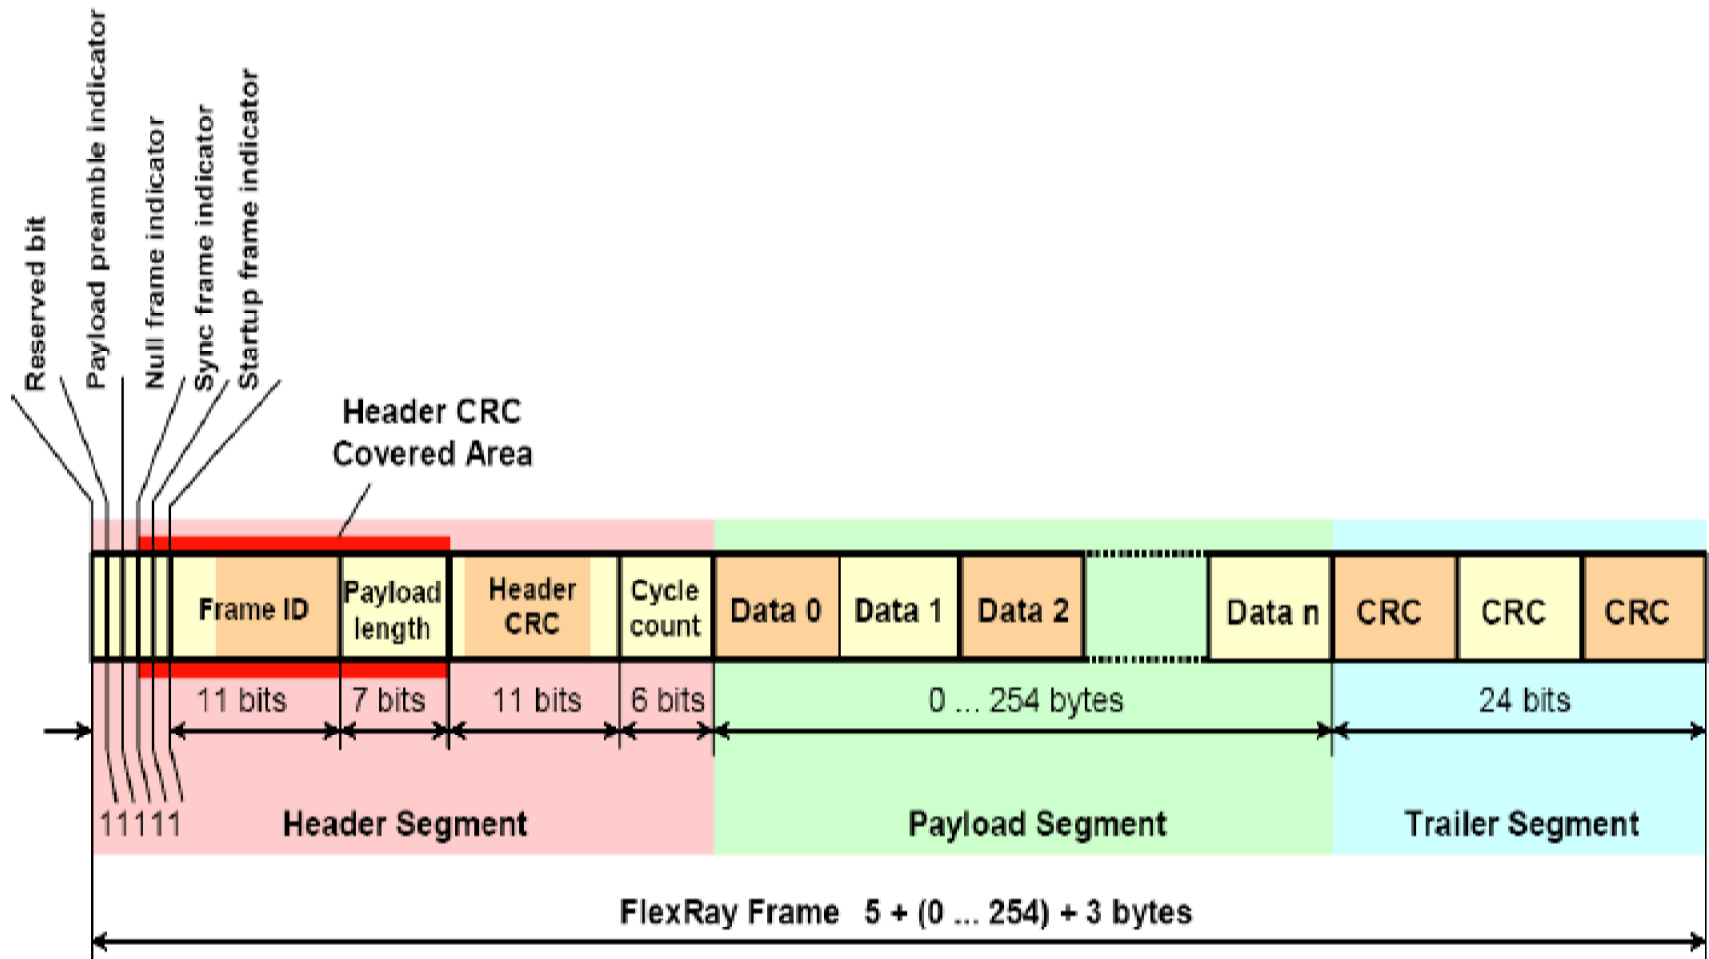 Reserved bit
Payload preamble indicator
Null frame indicator
Sync frame indicator
Startup frame indicator
Header CRC
Covered Area
Frame ID
Payload
length
Header
CRC
Cycle
count
Data 0
Data 1
Data 2
Data n
CRC
CRC
CRC
11 bits
7 bits
11 bits
6 bits
0 ... 254 bytes
24 bits
11111
Header Segment
Payload Segment
Trailer Segment
FlexRay Frame 5 + (0 ... 254) + 3 bytes